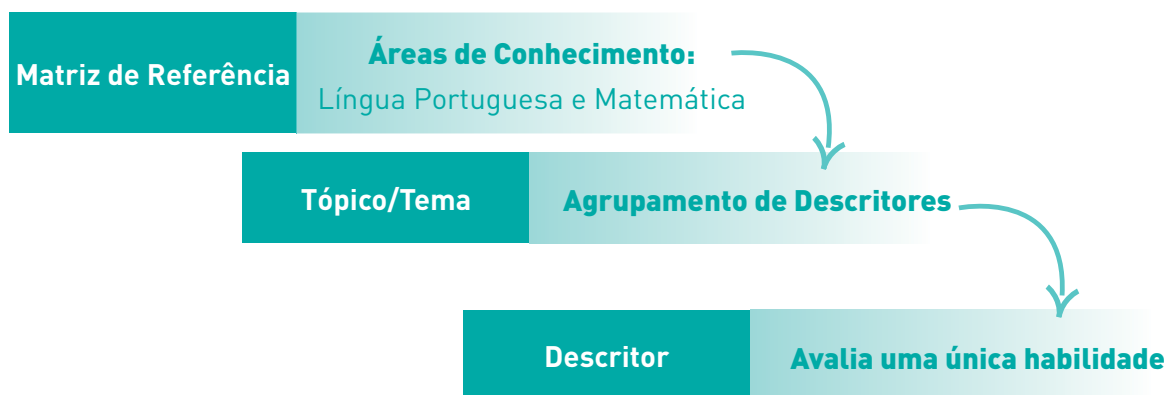 Matriz de Referência
Áreas de Conhecimento:
Língua Portuguesa e Matemática
Tópico/Tema
Agrupamento de Descritores
Descritor
Avalia uma única habilidade